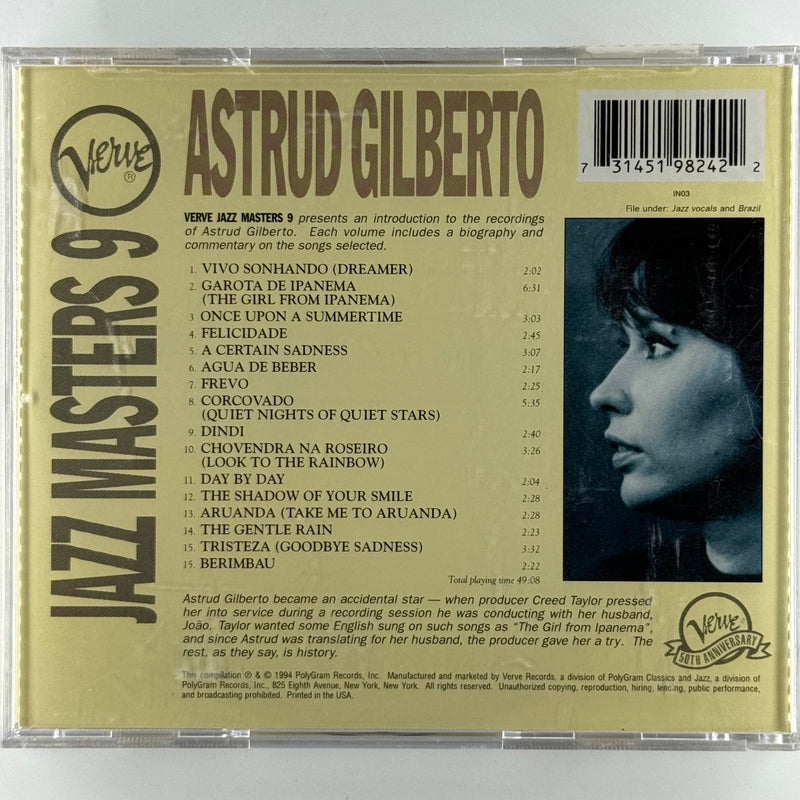 Verve®
JAZZ MASTERS 9
ASTRUD GILBERTO
7 31451 98242 2
IN03
File under: Jazz vocals and Brazil
VERVE JAZZ MASTERS 9 presents an introduction to the recordings
of Astrud Gilberto. Each volume includes a biography and
commentary on the songs selected.
1. VIVO SONHANDO (DREAMER) 2:02
2. GAROTA DE IPANEMA 6:31
(THE GIRL FROM IPANEMA)
3 ONCE UPON A SUMMERTIME 3:03
4. FELICIDADE 2:45
5. A CERTAIN SADNESS 3:07
6. AGUA DE BEBER 2:17
7. FREVO 2:25
8. CORCOVADO 5:35
(QUIET NIGHTS OF QUIET STARS)
9. DINDI 2:40
10. CHOVENDRA NA ROSEIRO 3:26
(LOOK TO THE RAINBOW)
11. DAY BY DAY 2:04
12. THE SHADOW OF YOUR SMILE 2:28
13. ARUANDA (TAKE ME TO ARUANDA) 2:28
14. THE GENTLE RAIN 2:23
15. TRISTEZA (GOODBYE SADNESS) 3:32
15. BERIMBAU 2:22
Total playing time 49:08
Astrud Gilberto became an accidental star — when producer Creed Taylor pressed
her into service during a recording session he was conducting with her husband,
João. Taylor wanted some English sung on such songs as "The Girl from Ipanema",
and since Astrud was translating for her husband, the producer gave her a try. The
rest, as they say, is history.
Verve
50TH ANNIVERSARY
This compilation ℗ & © 1994 PolyGram Records, Inc. Manufactured and marketed by Verve Records, a division of PolyGram Classics and Jazz, a division of
PolyGram Records, Inc., 825 Eighth Avenue, New York, New York. All rights reserved. Unauthorized copying, reproduction, hiring, lending, public performance,
and broadcasting prohibited. Printed in the USA.